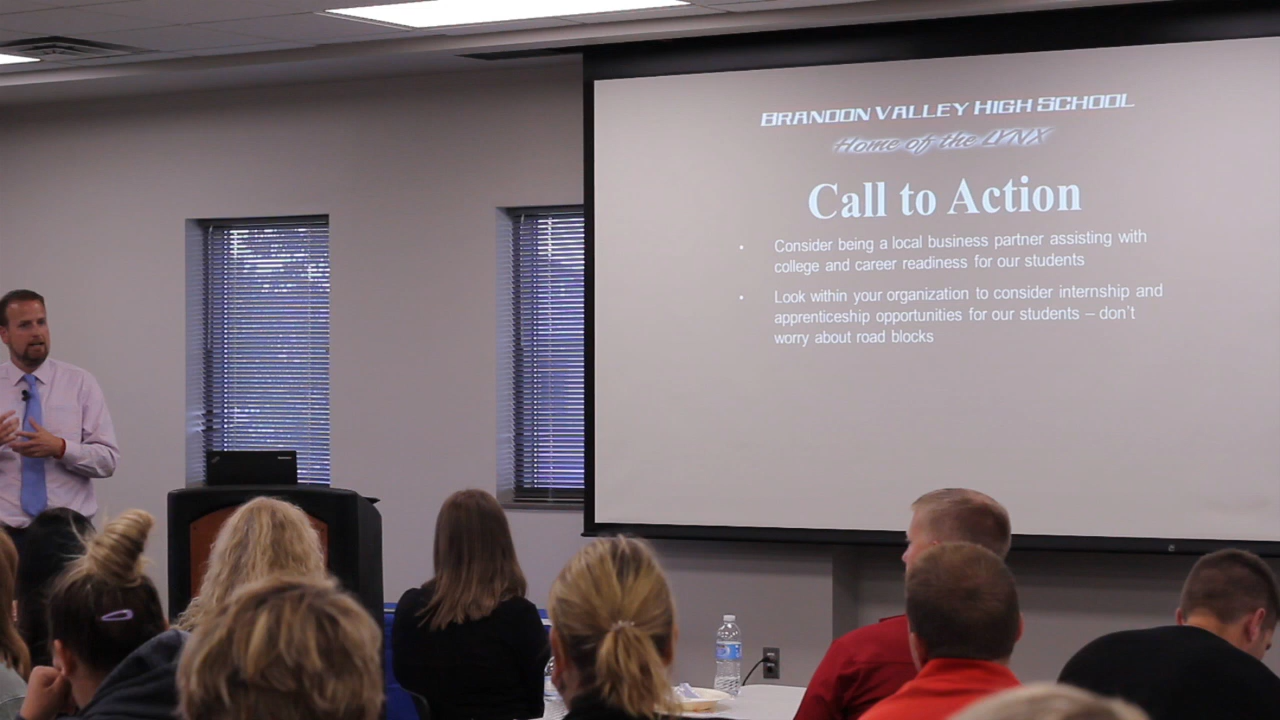 BRANDON VALLEY HIGH SCHOOL
Home of the LYNX
Call to Action
• Consider being a local business partner assisting with
college and career readiness for our students
• Look within your organization to consider internship and
apprenticeship opportunities for our students – don't
worry about road blocks